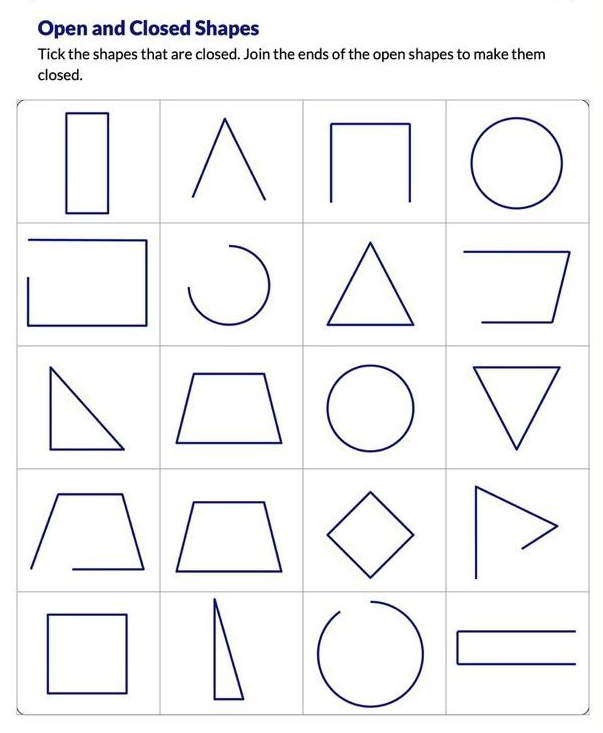 Open and Closed Shapes
Tick the shapes that are closed. Join the ends of the open shapes to make them
closed.